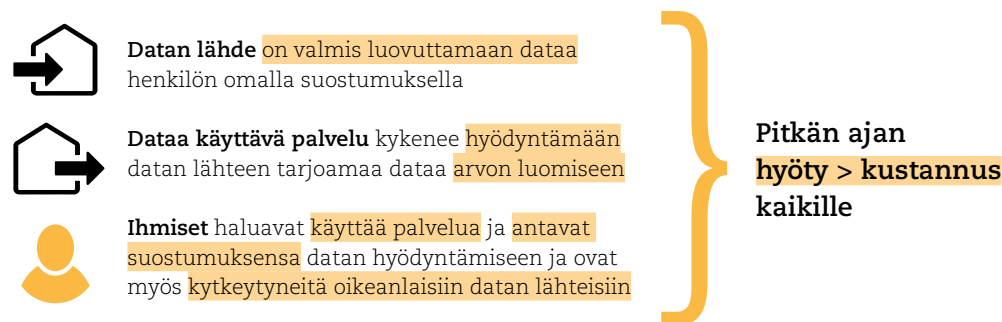 Datan lähde on valmis luovuttamaan dataa
henkilön omalla suostumuksella
Dataa käyttävä palvelu kykenee hyödyntämään
datan lähteen tarjoamaa dataa arvon luomiseen
Ihmiset haluavat käyttää palvelua ja antavat
suostumuksensa datan hyödyntämiseen ja ovat
myös kytkeytyneitä oikeanlaisiin datan lähteisiin
Pitkän ajan
hyöty > kustannus
kaikille